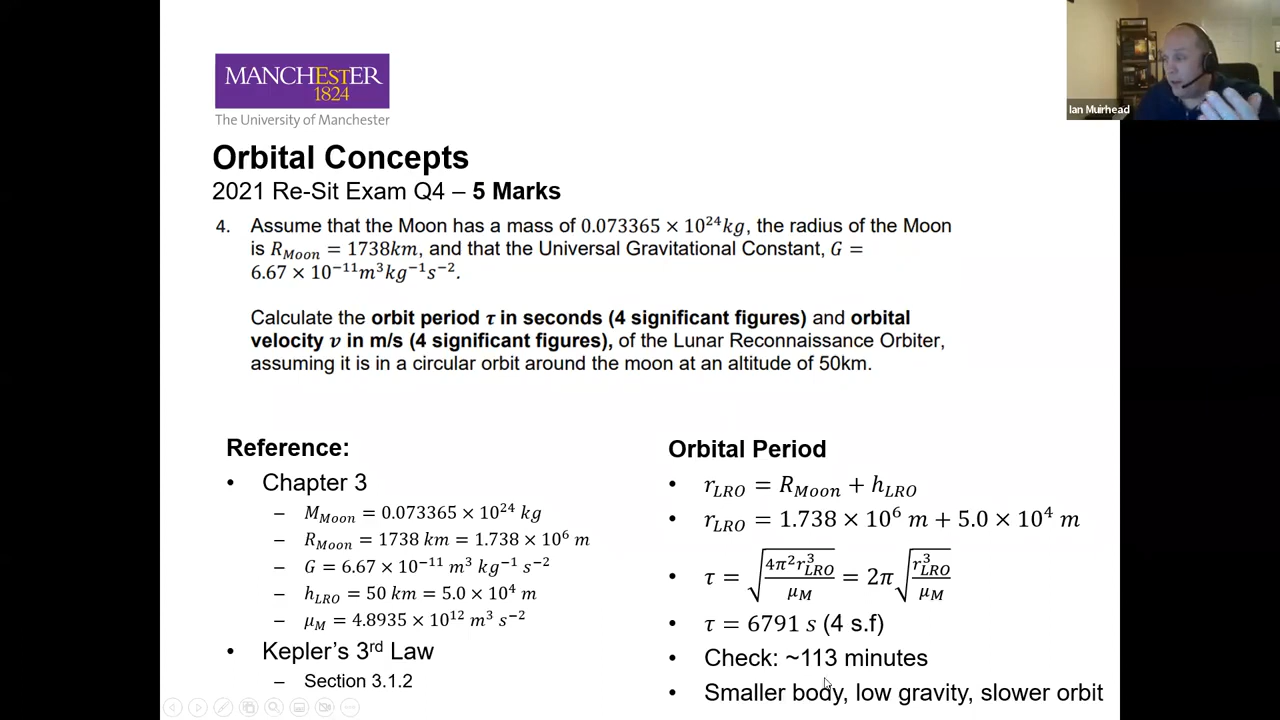 MANCHESTER
1824
The University of Manchester
Ian Muirhead
Orbital Concepts
2021 Re-Sit Exam Q4 – 5 Marks
4. Assume that the Moon has a mass of 0.073365 × 10²⁴kg, the radius of the Moon
is R_Moon = 1738km, and that the Universal Gravitational Constant, G =
6.67 × 10⁻¹¹m³kg⁻¹s⁻².
Calculate the orbit period τ in seconds (4 significant figures) and orbital
velocity v in m/s (4 significant figures), of the Lunar Reconnaissance Orbiter,
assuming it is in a circular orbit around the moon at an altitude of 50km.
Reference:
• Chapter 3
– M_Moon = 0.073365 × 10²⁴ kg
– R_Moon = 1738 km = 1.738 × 10⁶ m
– G = 6.67 × 10⁻¹¹ m³ kg⁻¹ s⁻²
– h_LRO = 50 km = 5.0 × 10⁴ m
– μ_M = 4.8935 × 10¹² m³ s⁻²
• Kepler's 3rd Law
– Section 3.1.2
Orbital Period
• r_LRO = R_Moon + h_LRO
• r_LRO = 1.738 × 10⁶ m + 5.0 × 10⁴ m
• τ = √(4π²r³_LRO / μ_M) = 2π√(r³_LRO / μ_M)
• τ = 6791 s (4 s.f)
• Check: ~113 minutes
• Smaller body, low gravity, slower orbit